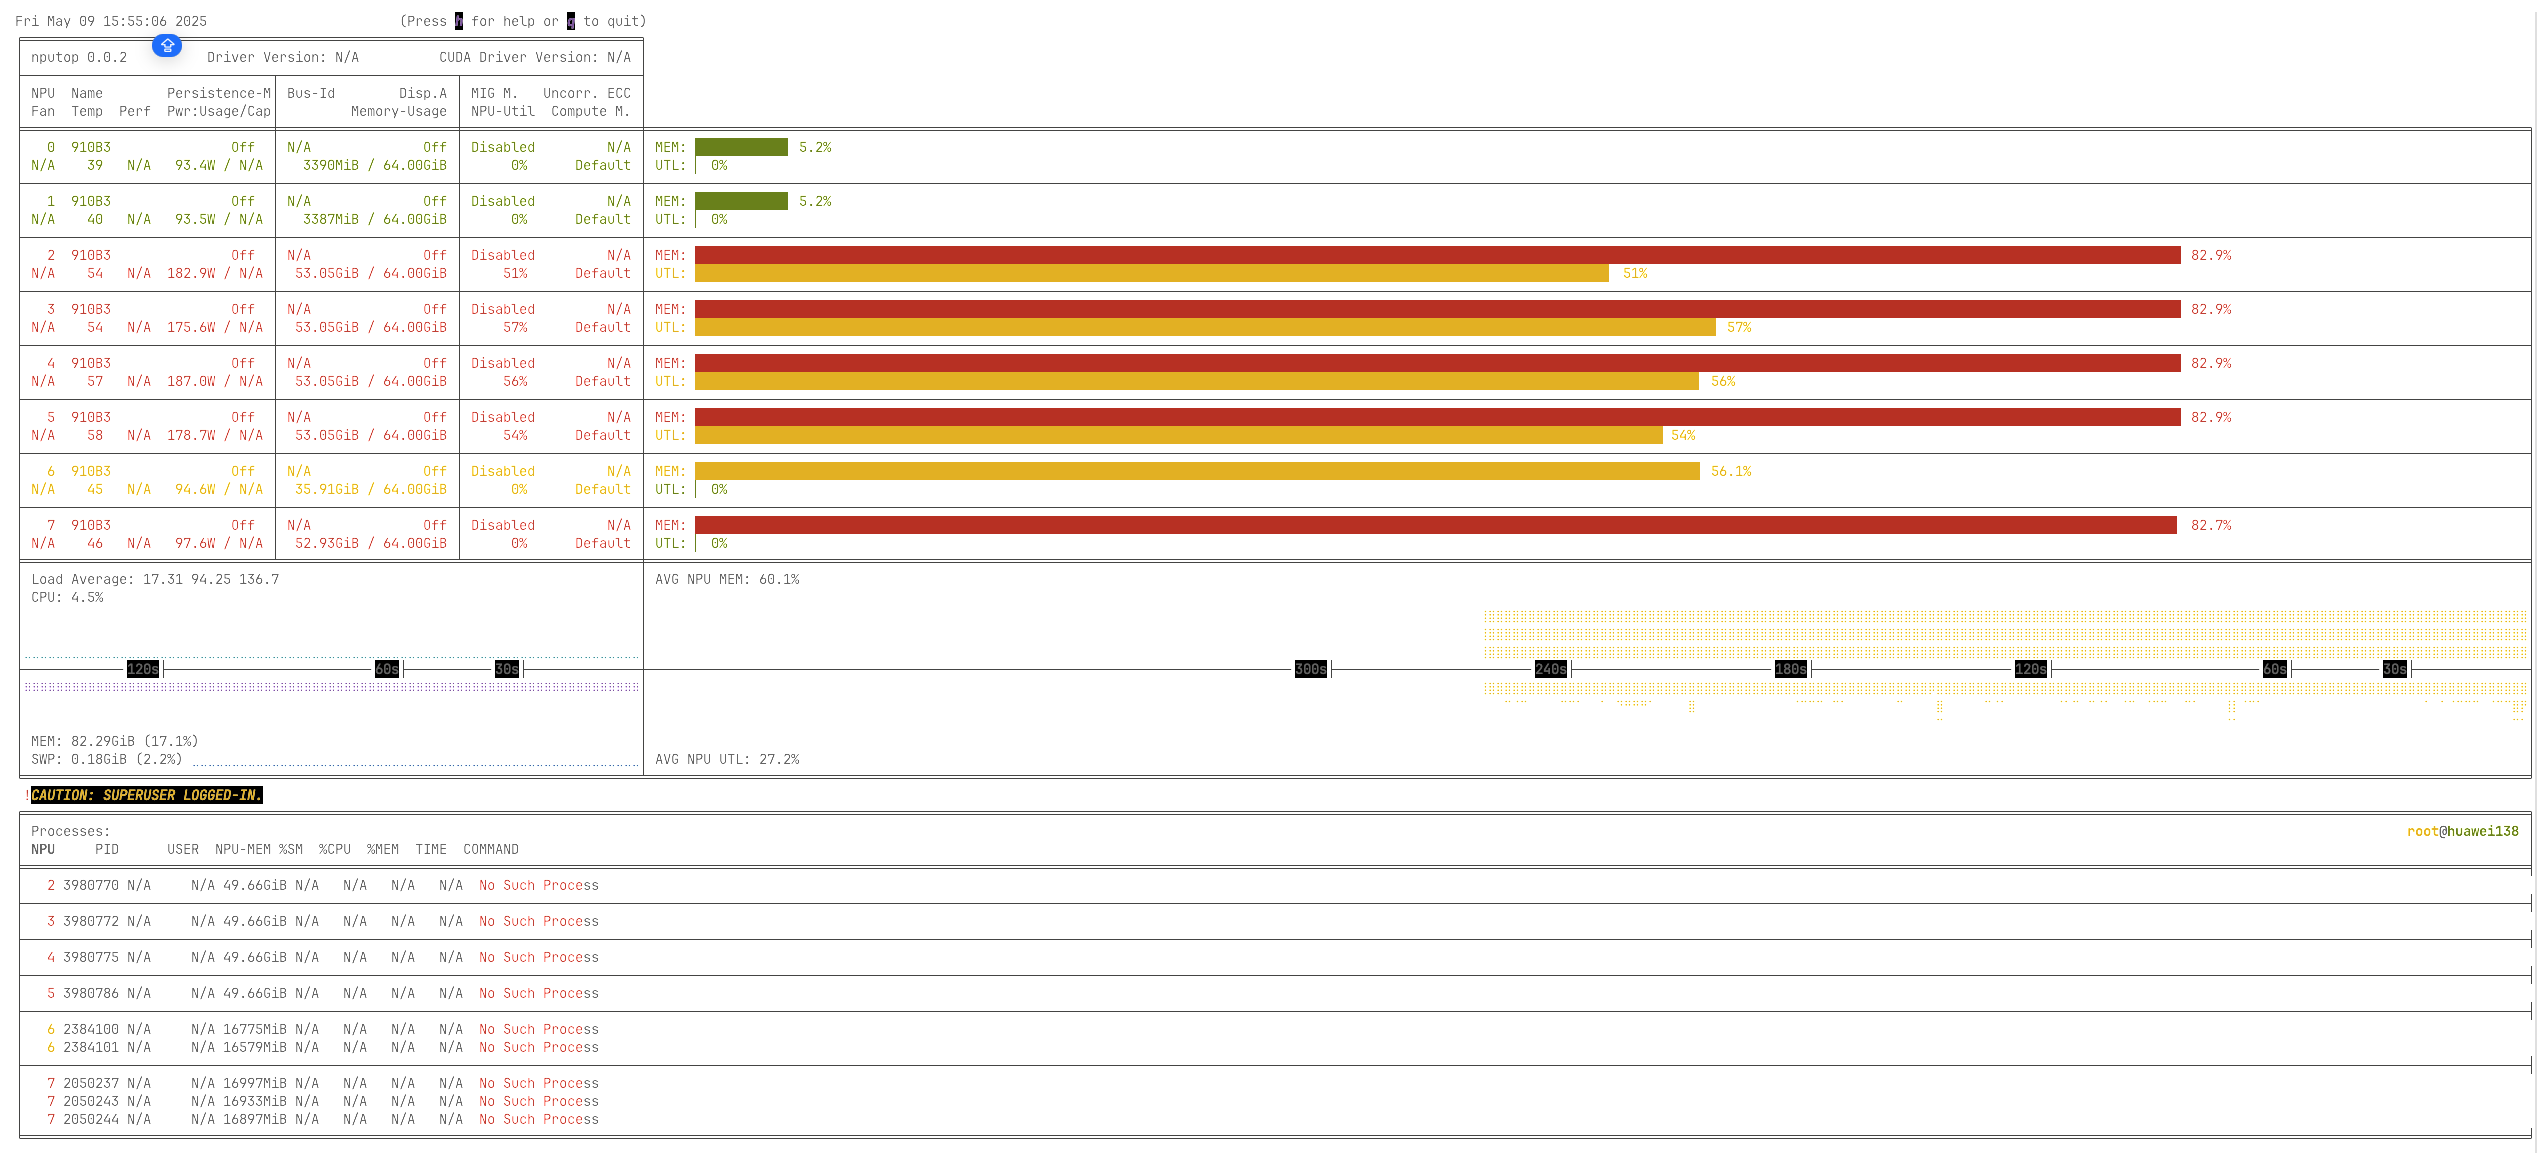 Fri May 09 15:55:06 2025 (Press h for help or q to quit)
nputop 0.0.2 Driver Version: N/A CUDA Driver Version: N/A
NPU Name Persistence-M Bus-Id Disp.A MIG M. Uncorr. ECC
Fan Temp Perf Pwr:Usage/Cap Memory-Usage NPU-Util Compute M.
0 910B3 Off N/A Off Disabled N/A MEM: 5.2%
N/A 39 N/A 93.4W / N/A 3390MiB / 64.00GiB 0% Default UTL: 0%
1 910B3 Off N/A Off Disabled N/A MEM: 5.2%
N/A 40 N/A 93.5W / N/A 3387MiB / 64.00GiB 0% Default UTL: 0%
2 910B3 Off N/A Off Disabled N/A MEM: 82.9%
N/A 54 N/A 182.9W / N/A 53.05GiB / 64.00GiB 51% Default UTL: 51%
3 910B3 Off N/A Off Disabled N/A MEM: 82.9%
N/A 54 N/A 175.6W / N/A 53.05GiB / 64.00GiB 57% Default UTL: 57%
4 910B3 Off N/A Off Disabled N/A MEM: 82.9%
N/A 57 N/A 187.0W / N/A 53.05GiB / 64.00GiB 56% Default UTL: 56%
5 910B3 Off N/A Off Disabled N/A MEM: 82.9%
N/A 58 N/A 178.7W / N/A 53.05GiB / 64.00GiB 54% Default UTL: 54%
6 910B3 Off N/A Off Disabled N/A MEM: 56.1%
N/A 45 N/A 94.6W / N/A 35.91GiB / 64.00GiB 0% Default UTL: 0%
7 910B3 Off N/A Off Disabled N/A MEM: 82.7%
N/A 46 N/A 97.6W / N/A 52.93GiB / 64.00GiB 0% Default UTL: 0%
Load Average: 17.31 94.25 136.7 AVG NPU MEM: 60.1%
CPU: 4.5%
120s 60s 30s 300s 240s 180s 120s 60s 30s
MEM: 82.29GiB (17.1%)
SWP: 0.18GiB (2.2%) AVG NPU UTL: 27.2%
!CAUTION: SUPERUSER LOGGED-IN.
Processes: root@huawei138
NPU PID USER NPU-MEM %SM %CPU %MEM TIME COMMAND
2 3980770 N/A N/A 49.66GiB N/A N/A N/A N/A No Such Process
3 3980772 N/A N/A 49.66GiB N/A N/A N/A N/A No Such Process
4 3980775 N/A N/A 49.66GiB N/A N/A N/A N/A No Such Process
5 3980786 N/A N/A 49.66GiB N/A N/A N/A N/A No Such Process
6 2384100 N/A N/A 16775MiB N/A N/A N/A N/A No Such Process
6 2384101 N/A N/A 16579MiB N/A N/A N/A N/A No Such Process
7 2050237 N/A N/A 16997MiB N/A N/A N/A N/A No Such Process
7 2050243 N/A N/A 16933MiB N/A N/A N/A N/A No Such Process
7 2050244 N/A N/A 16897MiB N/A N/A N/A N/A No Such Process